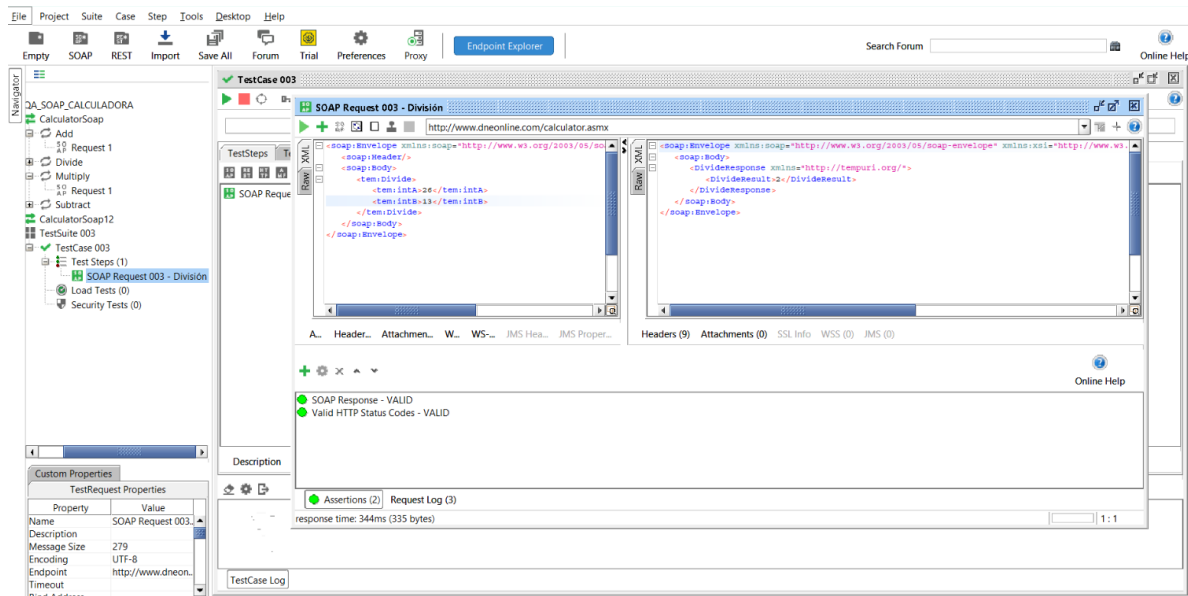 File Project Suite Case Step Tools Desktop Help
Empty SOAP REST Import Save All Forum Trial Preferences Proxy
Endpoint Explorer
Search Forum
Online Help
Navigator
QA_SOAP_CALCULADORA
CalculatorSoap
Add
Request 1
Divide
Multiply
Request 1
Subtract
CalculatorSoap12
TestSuite 003
TestCase 003
Test Steps (1)
SOAP Request 003 - División
Load Tests (0)
Security Tests (0)
TestCase 003
TestSteps
SOAP Reque
Description
TestCase Log
SOAP Request 003 - División
http://www.dneonline.com/calculator.asmx
XML
Raw
<soap:Envelope xmlns:soap="http://www.w3.org/2003/05/so
<soap:Header/>
<soap:Body>
<tem:Divide>
<tem:intA>26</tem:intA>
<tem:intB>13</tem:intB>
</tem:Divide>
</soap:Body>
</soap:Envelope>
A... Header... Attachmen... W... WS-... JMS Hea... JMS Proper...
XML
Raw
<soap:Envelope xmlns:soap="http://www.w3.org/2003/05/soap-envelope" xmlns:xsi="http://www.w3.
<soap:Body>
<DivideResponse xmlns="http://tempuri.org/">
<DivideResult>2</DivideResult>
</DivideResponse>
</soap:Body>
</soap:Envelope>
Headers (9) Attachments (0) SSL Info WSS (0) JMS (0)
Online Help
SOAP Response - VALID
Valid HTTP Status Codes - VALID
Assertions (2) Request Log (3)
response time: 344ms (335 bytes)
1 : 1
Custom Properties
TestRequest Properties
Property Value
Name SOAP Request 003...
Description
Message Size 279
Encoding UTF-8
Endpoint http://www.dneon...
Timeout